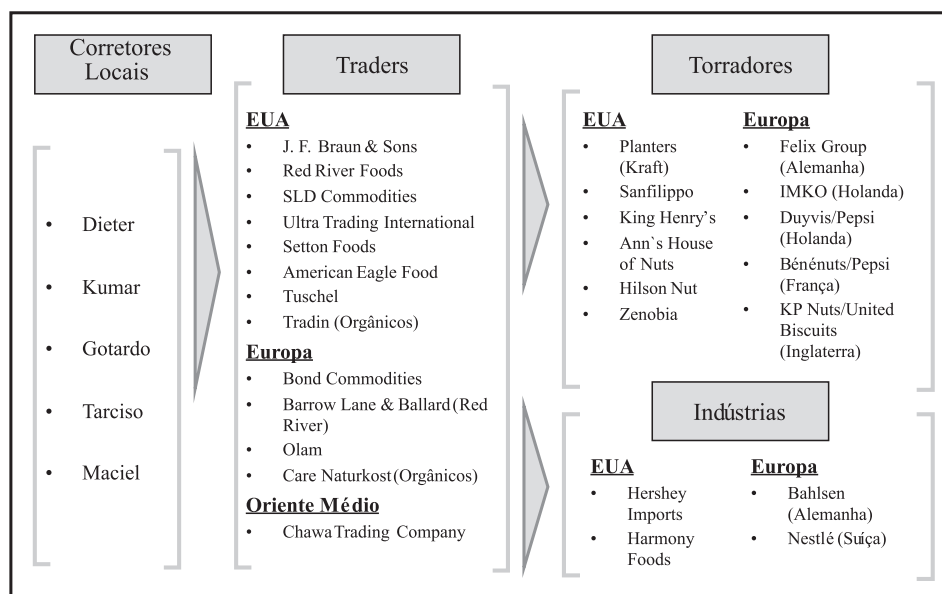 Corretores
Locais
• Dieter
• Kumar
• Gotardo
• Tarciso
• Maciel
Traders
EUA
• J. F. Braun & Sons
• Red River Foods
• SLD Commodities
• Ultra Trading International
• Setton Foods
• American Eagle Food
• Tuschel
• Tradin (Orgânicos)
Europa
• Bond Commodities
• Barrow Lane & Ballard (Red
River)
• Olam
• Care Naturkost (Orgânicos)
Oriente Médio
• Chawa Trading Company
Torradores
EUA
• Planters
(Kraft)
• Sanfilippo
• King Henry's
• Ann`s House
of Nuts
• Hilson Nut
• Zenobia
Europa
• Felix Group
(Alemanha)
• IMKO (Holanda)
• Duyvis/Pepsi
(Holanda)
• Bénénuts/Pepsi
(França)
• KP Nuts/United
Biscuits
(Inglaterra)
Indústrias
EUA
• Hershey
Imports
• Harmony
Foods
Europa
• Bahlsen
(Alemanha)
• Nestlé (Suíça)